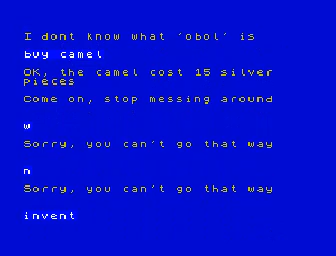 I dont know what 'obol' is
buy camel
OK, the camel cost 15 silver
pieces
Come on, stop messing around
w
Sorry, you can't go that way
n
Sorry, you can't go that way
invent